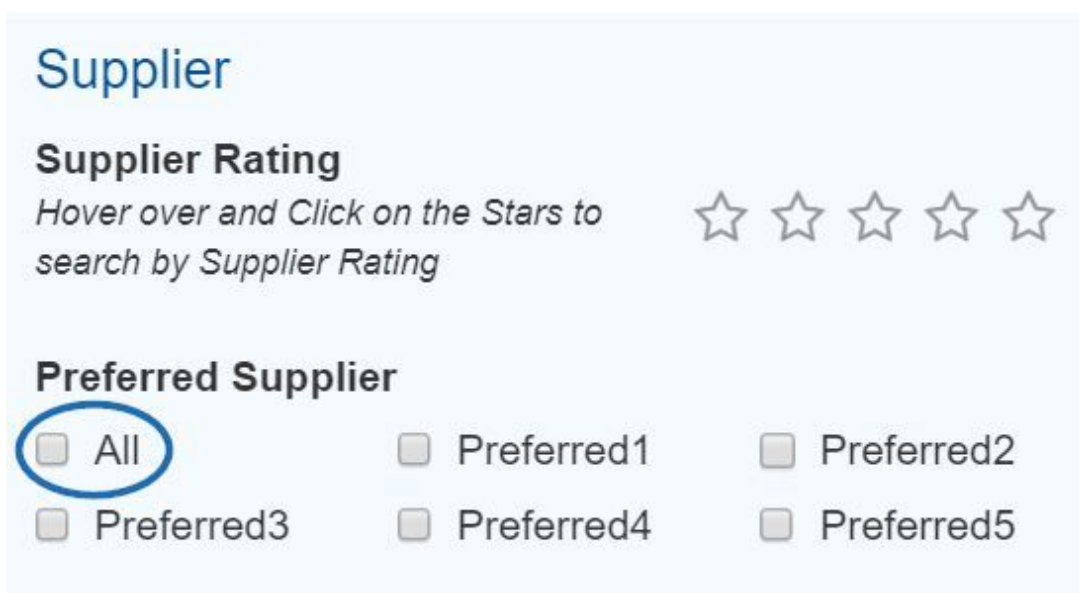 Supplier
Supplier Rating
Hover over and Click on the Stars to
search by Supplier Rating
Preferred Supplier
All Preferred1 Preferred2
Preferred3 Preferred4 Preferred5